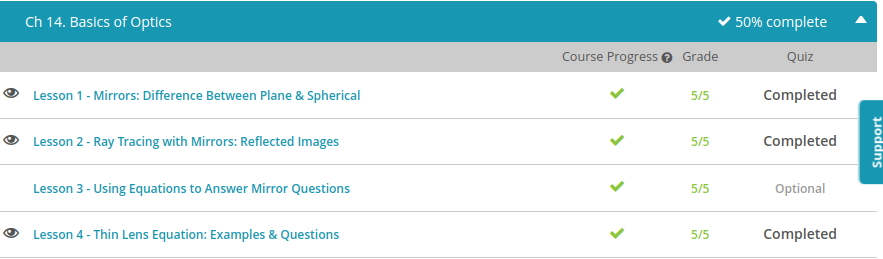 Ch 14. Basics of Optics 50% complete
Course Progress Grade Quiz
Lesson 1 - Mirrors: Difference Between Plane & Spherical 5/5 Completed
Lesson 2 - Ray Tracing with Mirrors: Reflected Images 5/5 Completed
Lesson 3 - Using Equations to Answer Mirror Questions 5/5 Optional
Lesson 4 - Thin Lens Equation: Examples & Questions 5/5 Completed
Support